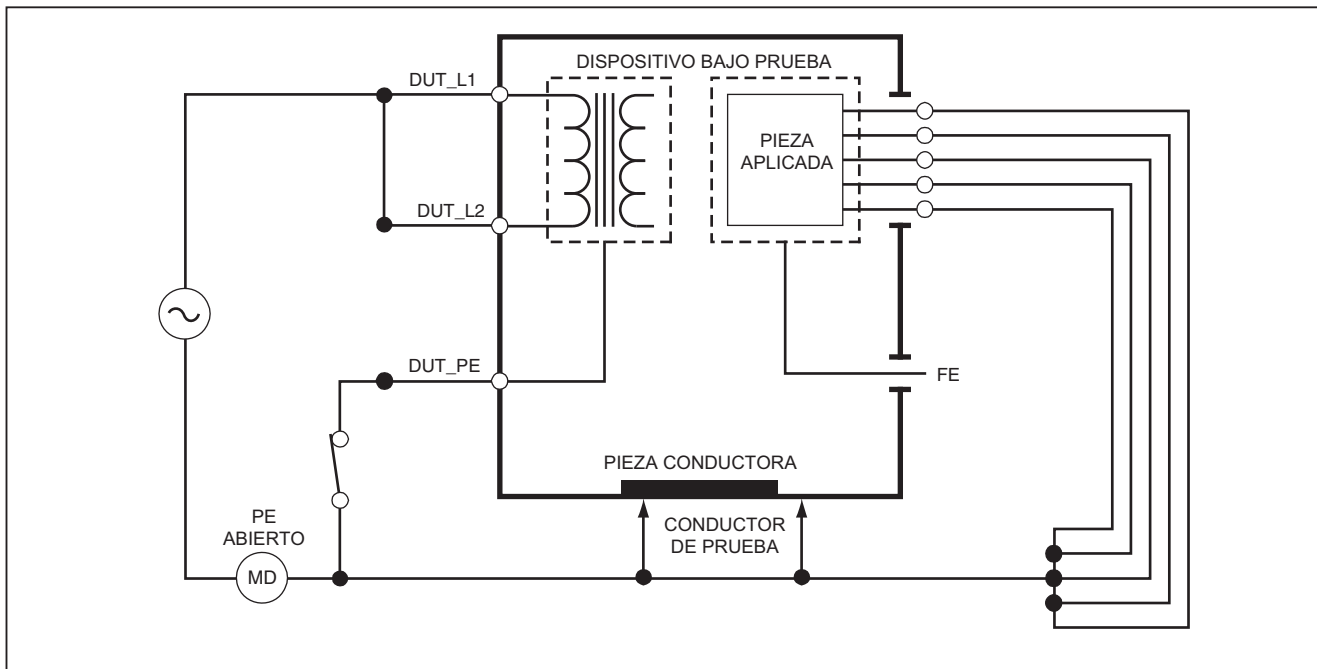 DISPOSITIVO BAJO PRUEBA
DUT_L1
PIEZA
APLICADA
DUT_L2
DUT_PE
FE
PIEZA CONDUCTORA
CONDUCTOR
DE PRUEBA
PE
ABIERTO
MD